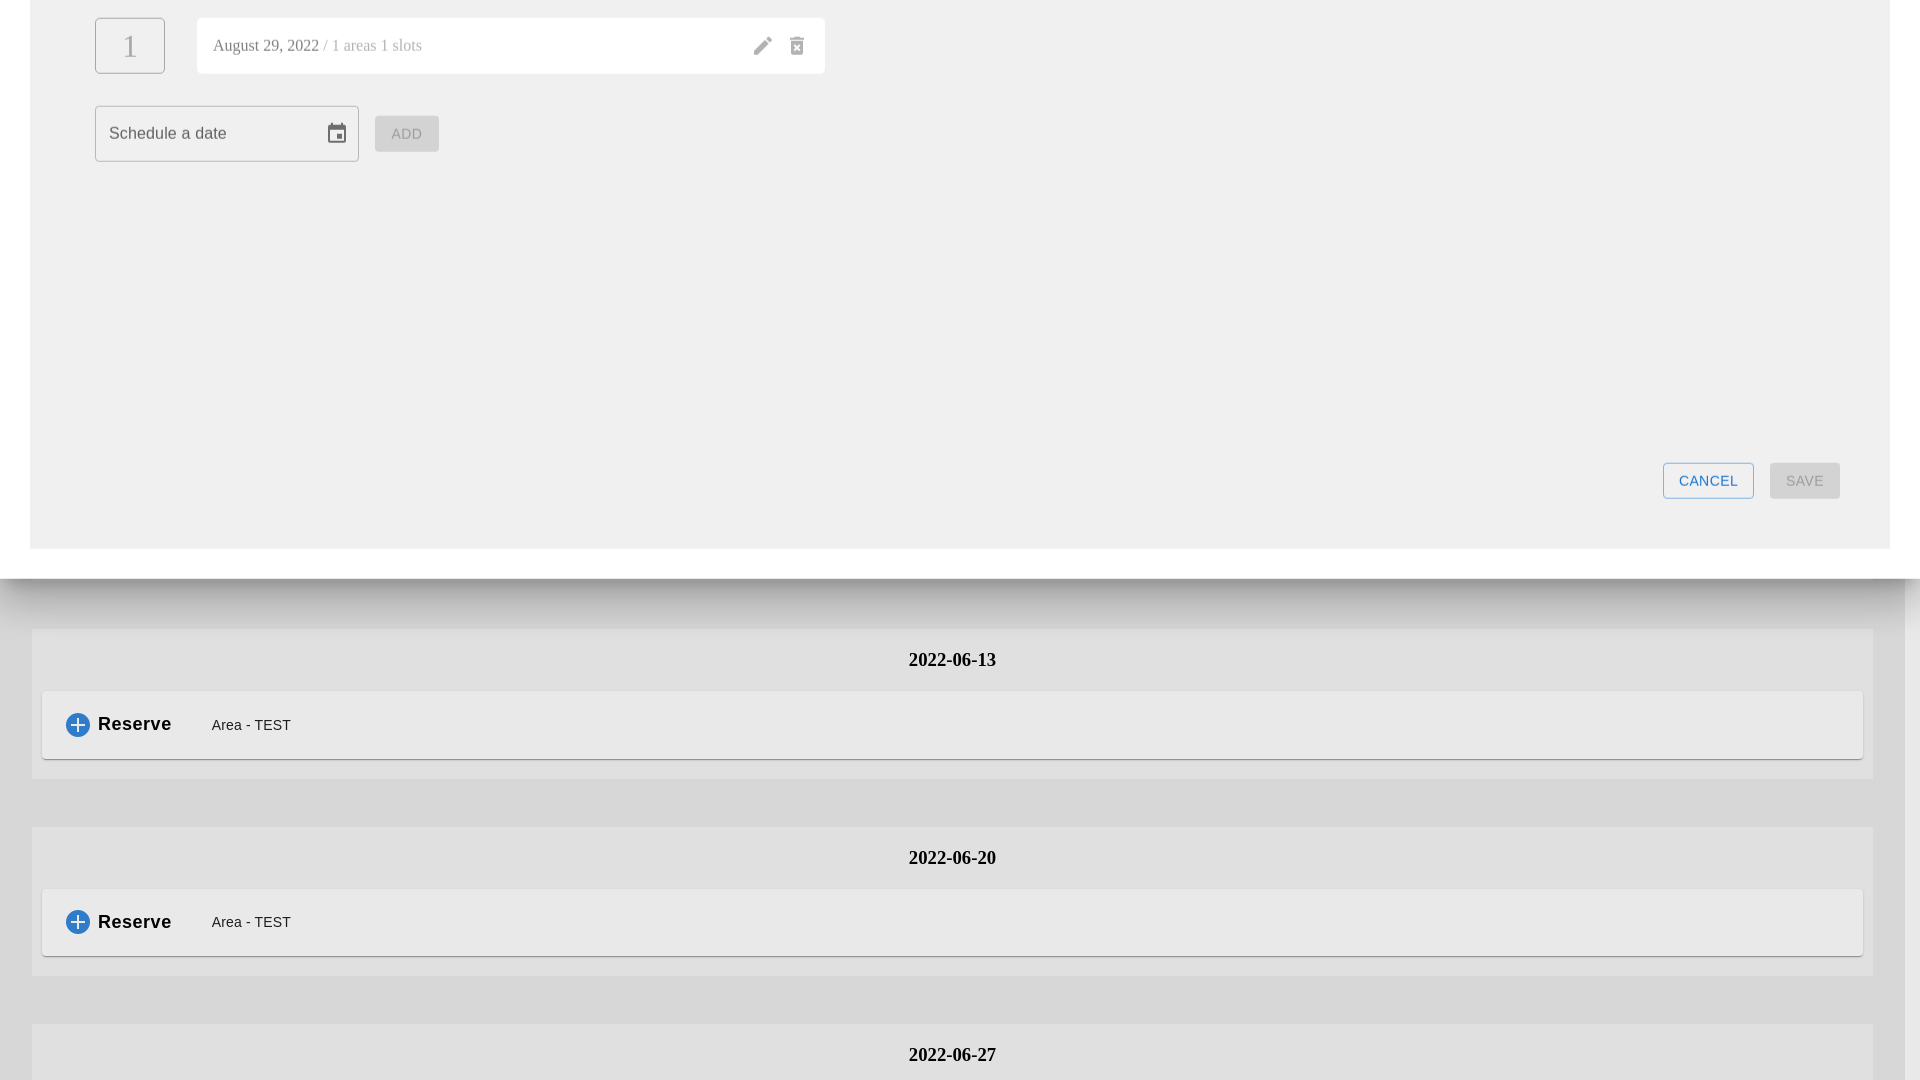 1
August 29, 2022 / 1 areas 1 slots
Schedule a date
ADD
CANCEL
SAVE
2022-06-13
Reserve
Area - TEST
2022-06-20
Reserve
Area - TEST
2022-06-27